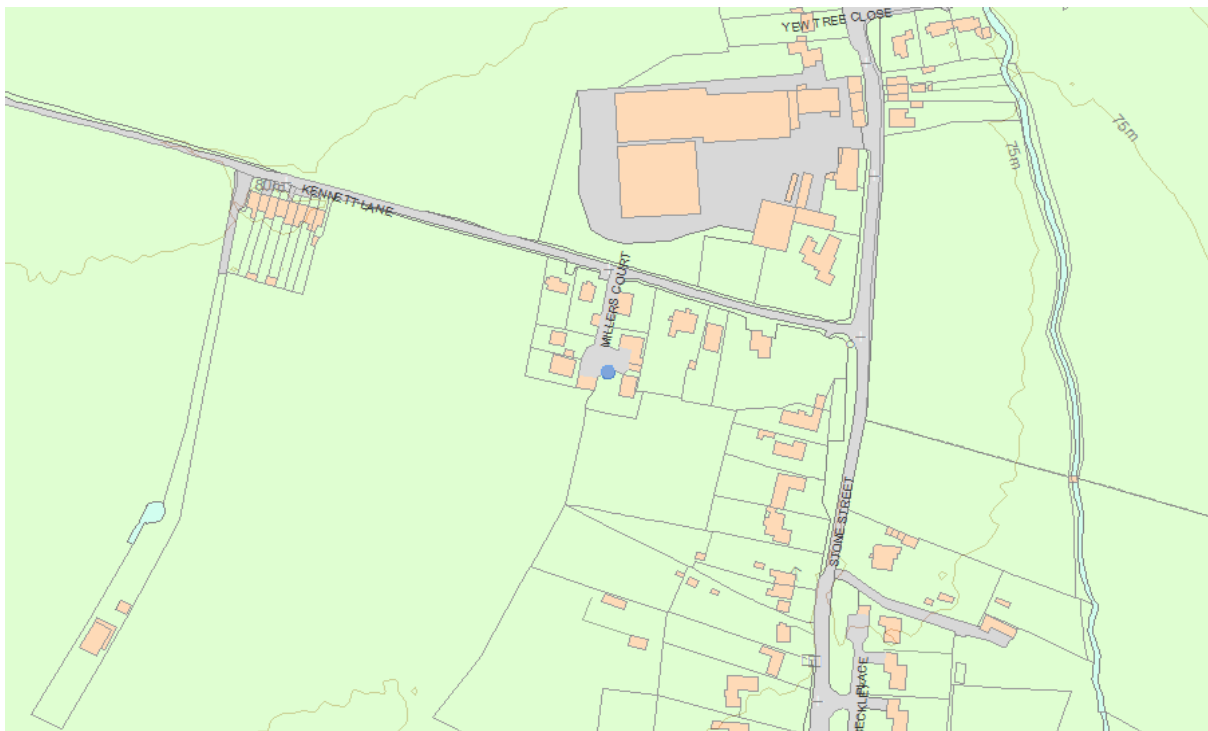 YEW TREE CLOSE
75m
75m
KENNETT LANE
MILLERS COURT
STONE STREET